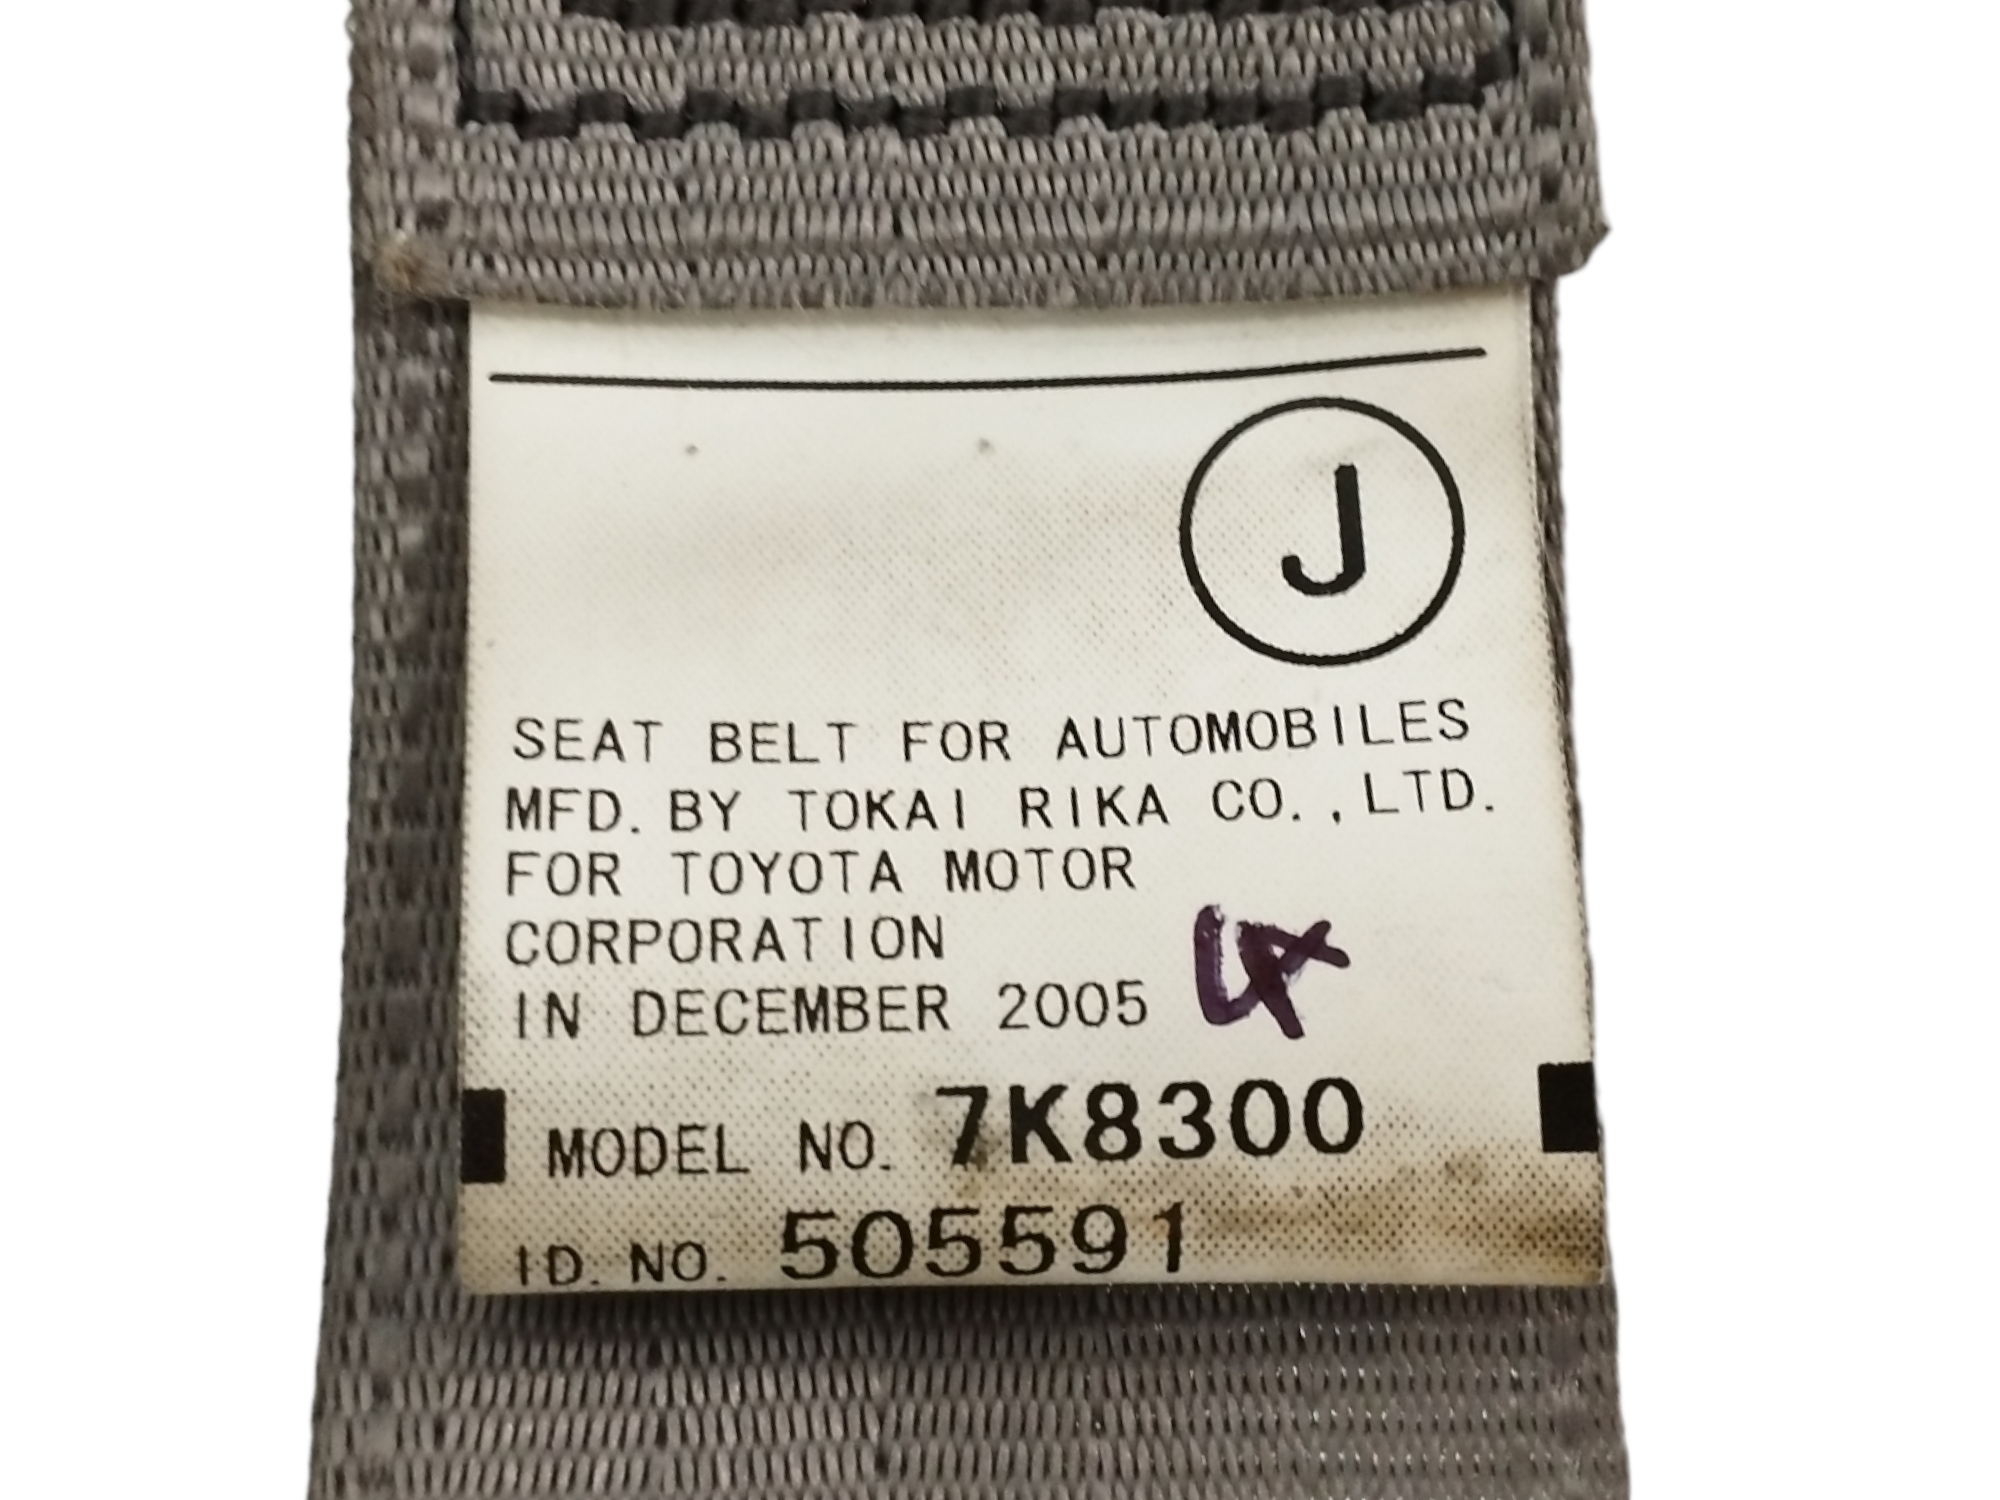 J
SEAT BELT FOR AUTOMOBILES
MFD. BY TOKAI RIKA CO., LTD.
FOR TOYOTA MOTOR
CORPORATION
IN DECEMBER 2005
MODEL NO. 7K8300
ID. NO. 505591